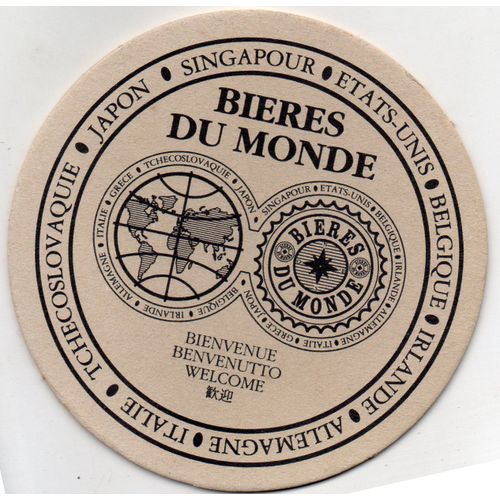 TCHECOSLOVAQUIE • JAPON • SINGAPOUR • ETATS-UNIS • BELGIQUE • IRLANDE • ALLEMAGNE • ITALIE •
BIERES
DU MONDE
IRLANDE • ALLEMAGNE • ITALIE • GRECE • TCHECOSLOVAQUIE • JAPON •
SINGAPOUR • ETATS-UNIS • BELGIQUE • IRLANDE • ALLEMAGNE • ITALIE • GRECE • JAPON •
BELGIQUE •
BIERES
DU MONDE
BIENVENUE
BENVENUTTO
WELCOME
歓迎